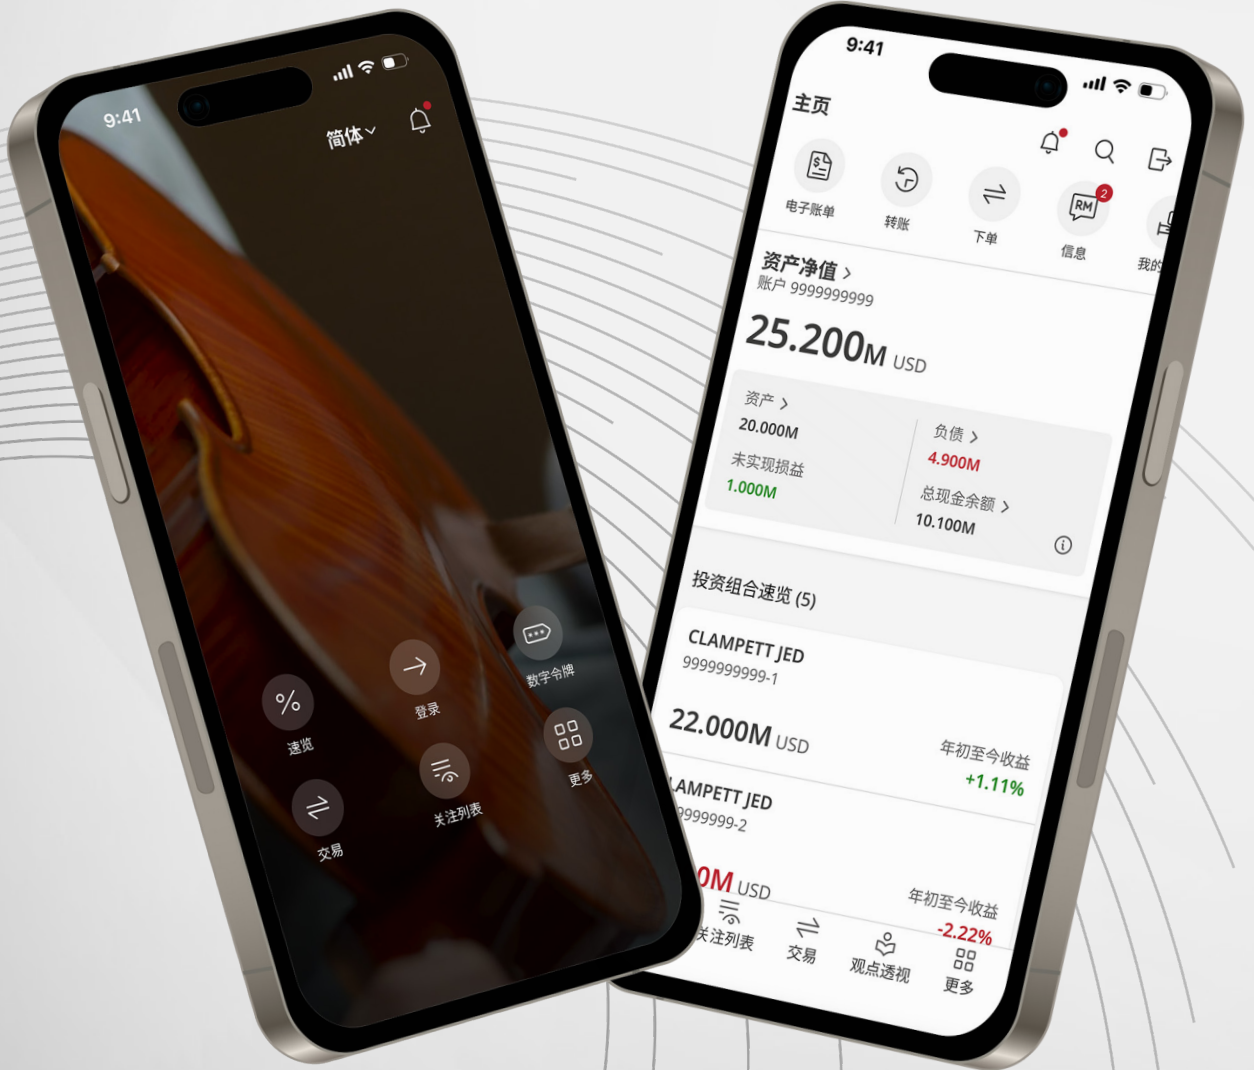 9:41
简体
速览
登录
数字令牌
交易
关注列表
更多
9:41
主页
电子账单
转账
下单
RM
2
信息
我的
资产净值
账户 9999999999
25.200M USD
资产
20.000M
负债
4.900M
未实现损益
1.000M
总现金余额
10.100M
投资组合速览 (5)
CLAMPETT JED
9999999999-1
22.000M USD
年初至今收益
+1.11%
LAMPETT JED
9999999-2
0M USD
年初至今收益
-2.22%
关注列表
交易
观点透视
更多